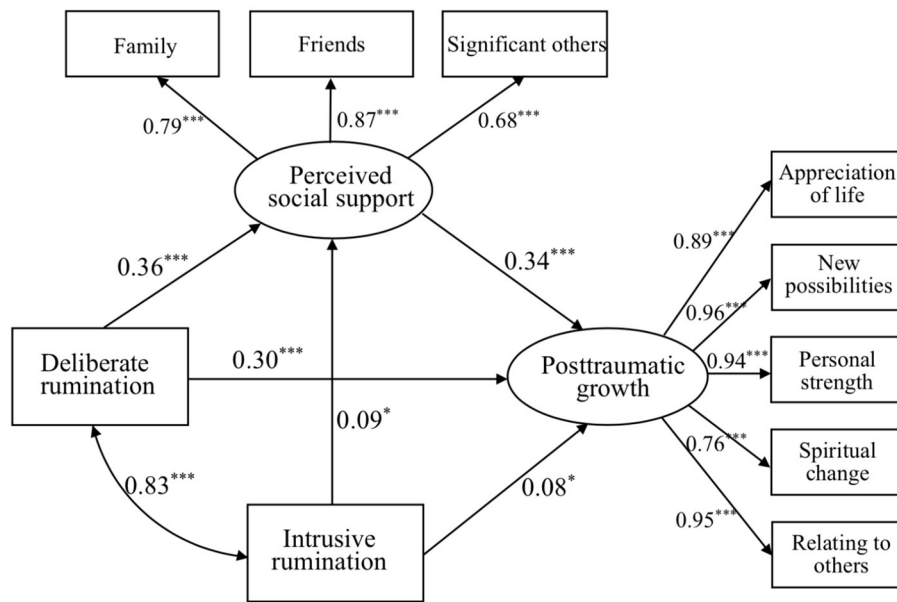 Family
Friends
Significant others
0.79***
0.87***
0.68***
Perceived
social support
Appreciation
of life
0.89***
0.36***
0.34***
New
possibilities
0.96***
Deliberate
rumination
0.30***
Posttraumatic
growth
0.94***
Personal
strength
0.09*
0.76***
Spiritual
change
0.83***
0.08*
0.95***
Intrusive
rumination
Relating to
others